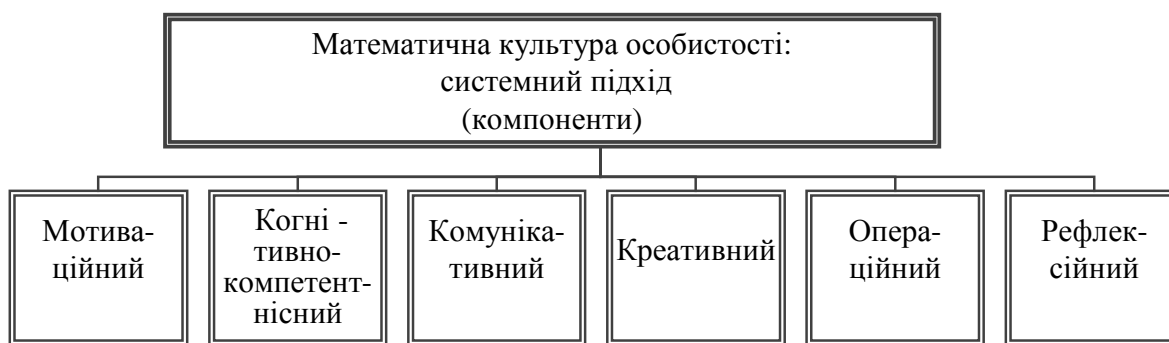 Математична культура особистості:
системний підхід
(компоненти)
Мотива-
ційний
Когні -
тивно-
компетент-
нісний
Комуніка-
тивний
Креативний
Опера-
ційний
Рефлек-
сійний